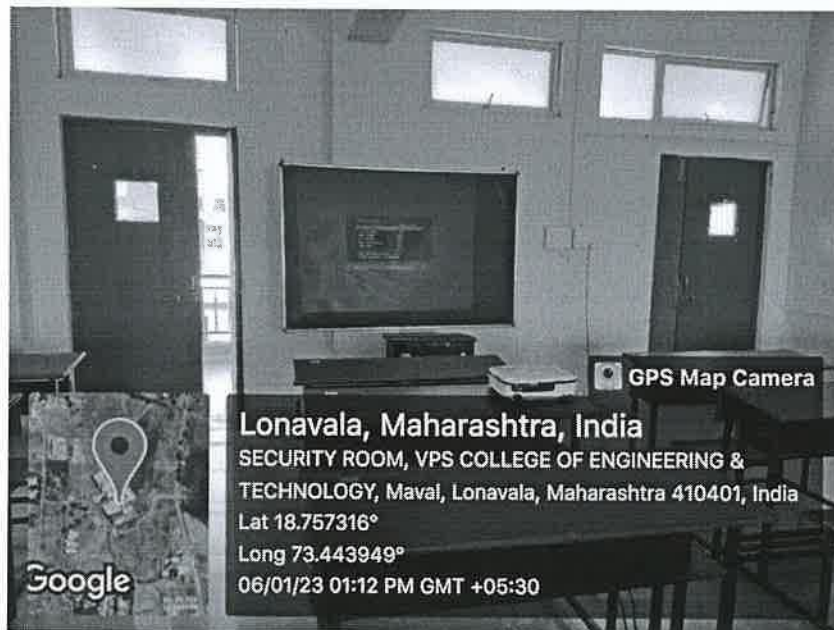 GPS Map Camera
Lonavala, Maharashtra, India
SECURITY ROOM, VPS COLLEGE OF ENGINEERING &
TECHNOLOGY, Maval, Lonavala, Maharashtra 410401, India
Lat 18.757316°
Long 73.443949°
06/01/23 01:12 PM GMT +05:30
Google